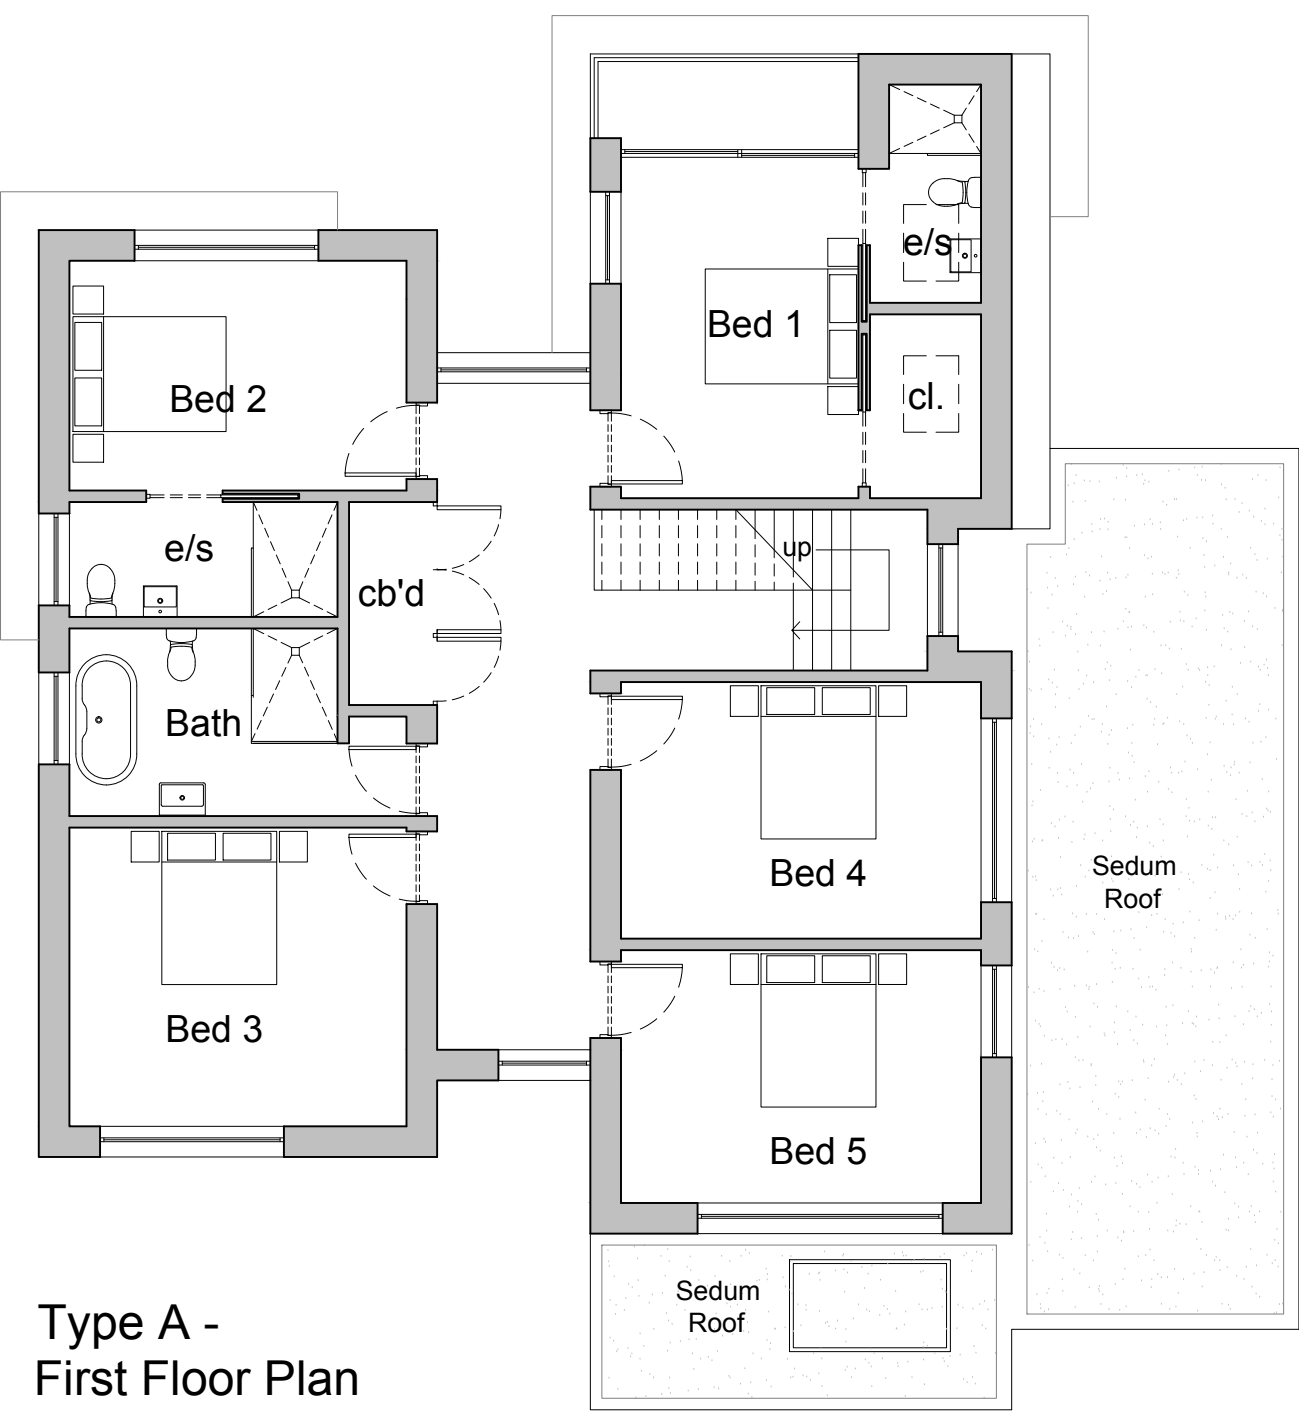 e/s
Bed 1
Bed 2
cl.
e/s
up
cb'd
Bath
Bed 4
Sedum
Roof
Bed 3
Bed 5
Sedum
Roof
Type A -
First Floor Plan